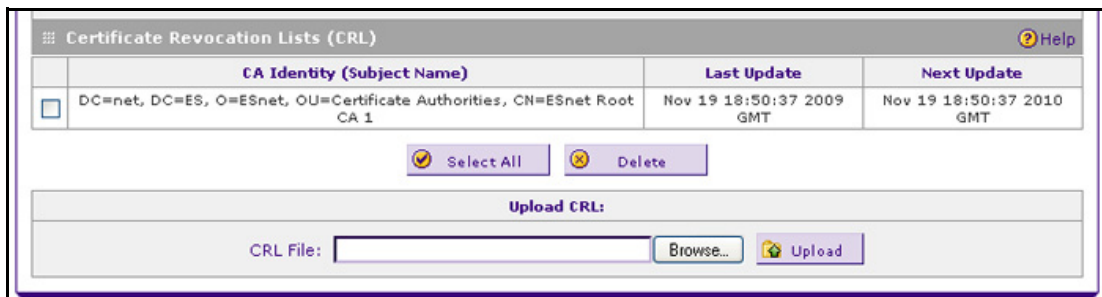 Certificate Revocation Lists (CRL)
Help
CA Identity (Subject Name)
Last Update
Next Update
DC=net, DC=ES, O=ESnet, OU=Certificate Authorities, CN=ESnet Root
CA 1
Nov 19 18:50:37 2009
GMT
Nov 19 18:50:37 2010
GMT
Select All
Delete
Upload CRL:
CRL File:
Browse...
Upload